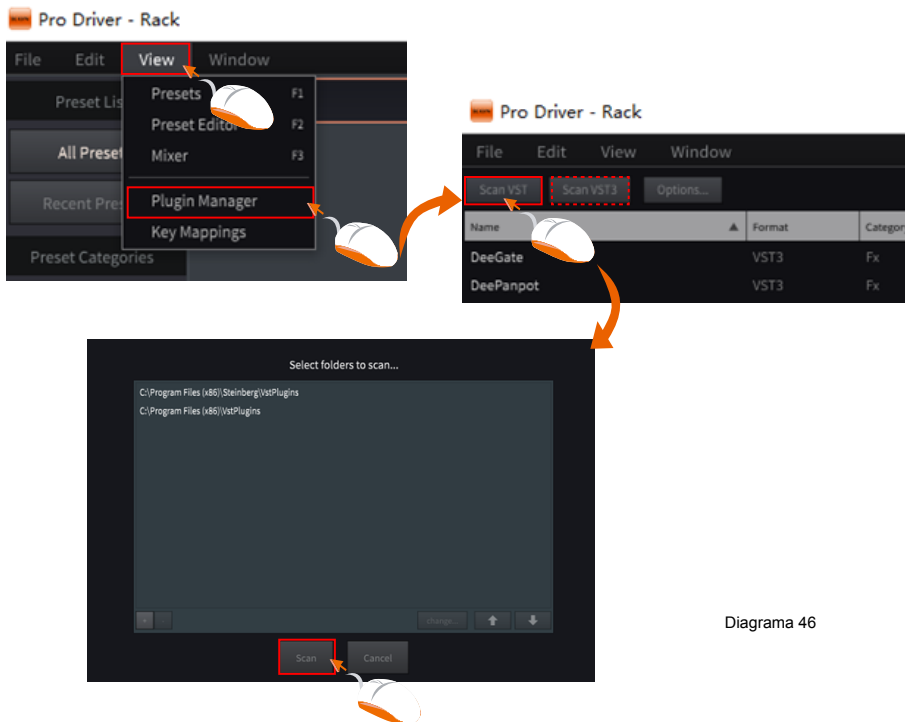 Pro Driver - Rack
File Edit View Window
Preset Lis
Presets F1
Preset Editor F2
All Preset
Mixer F3
Recent Pre
Plugin Manager
Key Mappings
Preset Categories
Pro Driver - Rack
File Edit View Window
Scan VST Scan VST3 Options...
Name ▲ Format Category
DeeGate VST3 Fx
DeePanpot VST3 Fx
Select folders to scan...
C:\Program Files (x86)\Steinberg\VstPlugins
C:\Program Files (x86)\VstPlugins
+ - change...
Scan Cancel
Diagrama 46